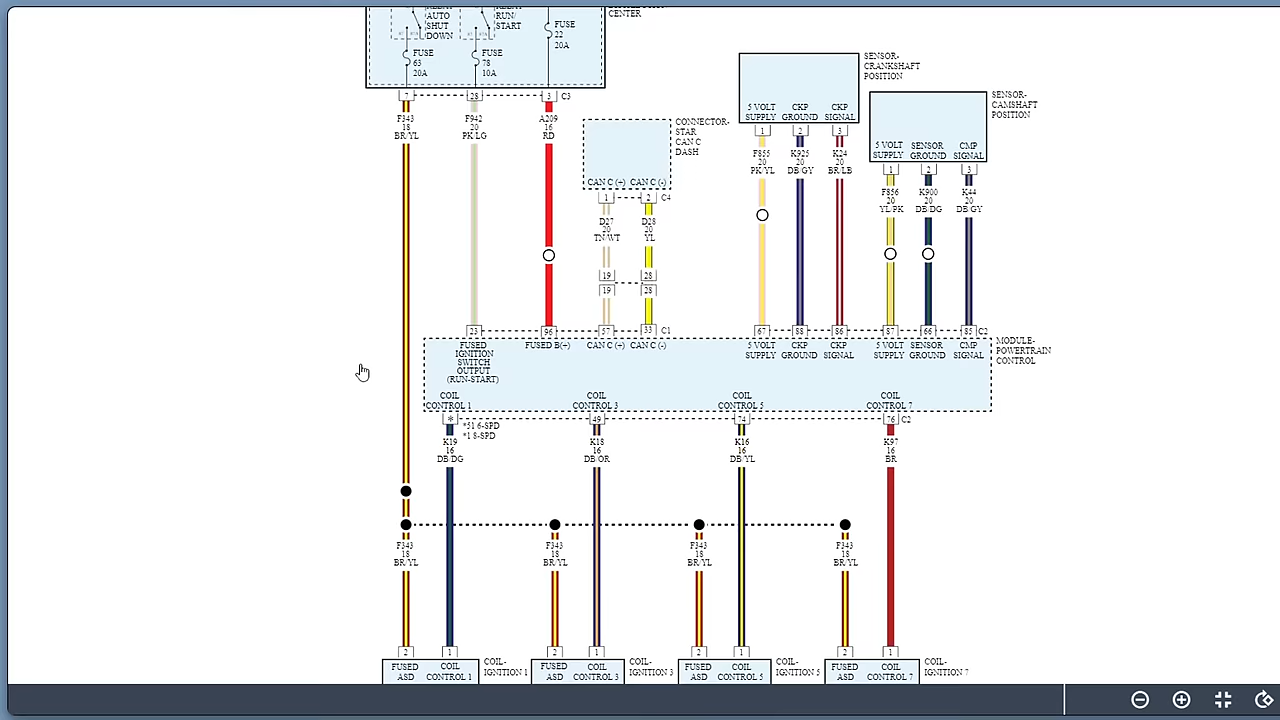 AUTO
SHUT
DOWN
RUN/
START
FUSE
22
20A
CENTER
FUSE
63
20A
FUSE
78
10A
7
28
3
C3
F343
18
BR/YL
F942
20
PK/LG
A209
16
RD
CONNECTOR-
STAR
CAN C
DASH
CAN C (+)
CAN C (-)
1
2
C4
D27
20
TN/WT
D28
20
YL
19
28
19
28
SENSOR-
CRANKSHAFT
POSITION
5 VOLT
SUPPLY
CKP
GROUND
CKP
SIGNAL
1
2
3
F855
20
PK/YL
K925
20
DB/GY
K24
20
BR/LB
SENSOR-
CAMSHAFT
POSITION
5 VOLT
SUPPLY
SENSOR
GROUND
CMP
SIGNAL
1
2
3
F856
20
YL/PK
K900
20
DB/DG
K44
20
DB/GY
23
96
57
33
C1
67
88
86
87
66
85
C2
FUSED
IGNITION
SWITCH
OUTPUT
(RUN-START)
FUSED B(+)
CAN C (+)
CAN C (-)
5 VOLT
SUPPLY
CKP
GROUND
CKP
SIGNAL
5 VOLT
SUPPLY
SENSOR
GROUND
CMP
SIGNAL
MODULE-
POWERTRAIN
CONTROL
COIL
CONTROL 1
COIL
CONTROL 3
COIL
CONTROL 5
COIL
CONTROL 7
*
*51 6-SPD
*1 8-SPD
49
74
76
C2
K19
16
DB/DG
K18
16
DB/OR
K16
16
DB/YL
K97
16
BR
F343
18
BR/YL
F343
18
BR/YL
F343
18
BR/YL
F343
18
BR/YL
2
1
2
1
2
1
2
1
FUSED
ASD
COIL
CONTROL 1
COIL-
IGNITION 1
FUSED
ASD
COIL
CONTROL 3
COIL-
IGNITION 3
FUSED
ASD
COIL
CONTROL 5
COIL-
IGNITION 5
FUSED
ASD
COIL
CONTROL 7
COIL-
IGNITION 7